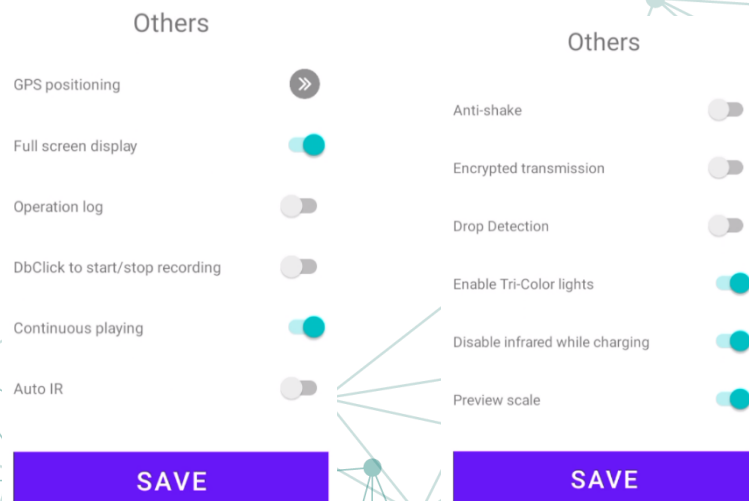 Others
GPS positioning
Full screen display
Operation log
DbClick to start/stop recording
Continuous playing
Auto IR
SAVE
Others
Anti-shake
Encrypted transmission
Drop Detection
Enable Tri-Color lights
Disable infrared while charging
Preview scale
SAVE